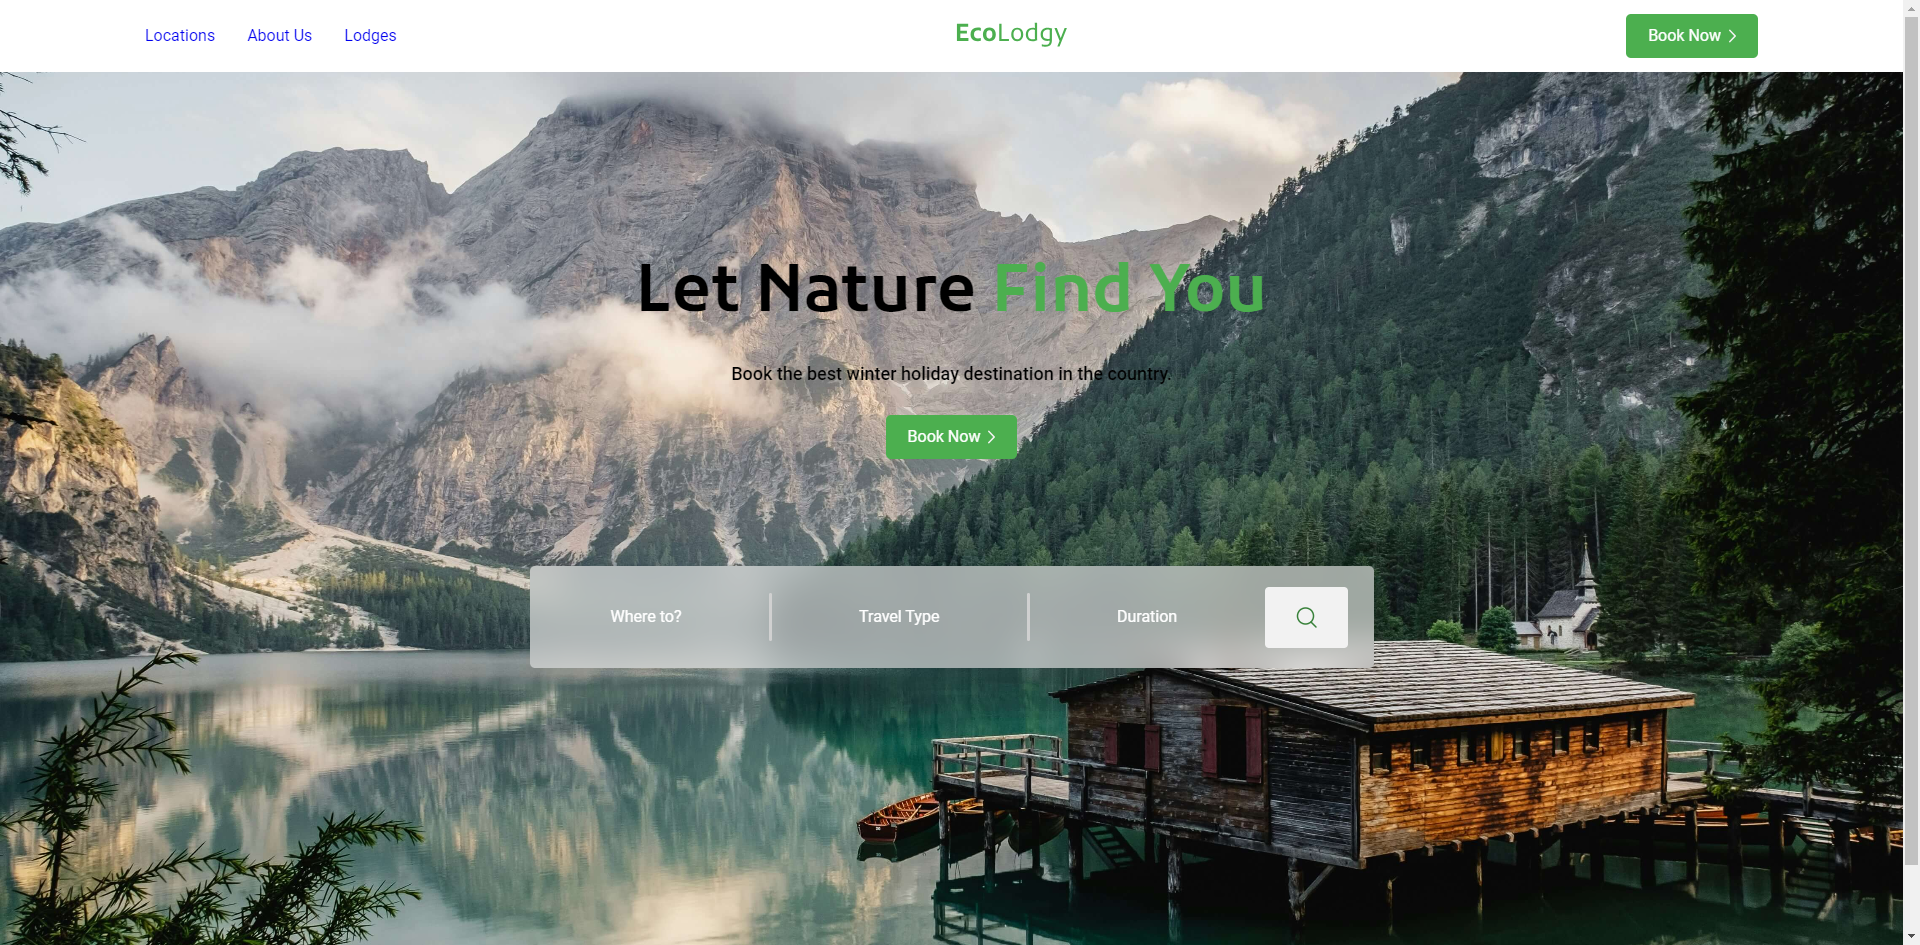 Locations About Us Lodges EcoLodgy Book Now
Let Nature Find You
Book the best winter holiday destination in the country.
Book Now
Where to? Travel Type Duration